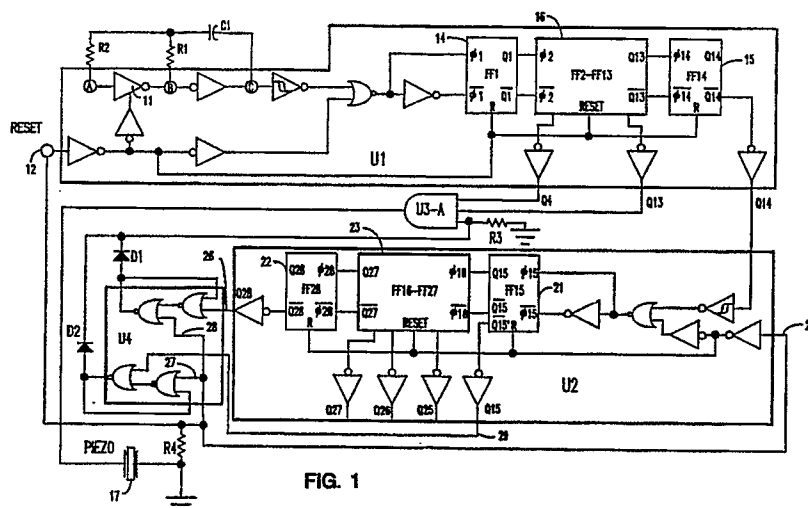 R2
R1
C1
A
11
B
C
14
16
15
ϕ1 Q1
FF1
ϕ1 Q1
R
ϕ2 Q13
FF2-FF13
ϕ2 Q13
RESET
ϕ14 Q14
FF14
ϕ14 Q14
R
RESET
12
U1
U3-A
Q4
Q13
Q14
R3
D1
23
26
22
Q28
Q28 ϕ28
FF28
Q28 ϕ28
R
Q27 ϕ16
FF16-FF27
Q27 ϕ16
RESET
Q15 ϕ15
FF15
21
Q15
Q15' R
ϕ15
D2
U4
28
27
U2
Q27
Q26
Q25
Q15
29
PIEZO
R4
17
FIG. 1